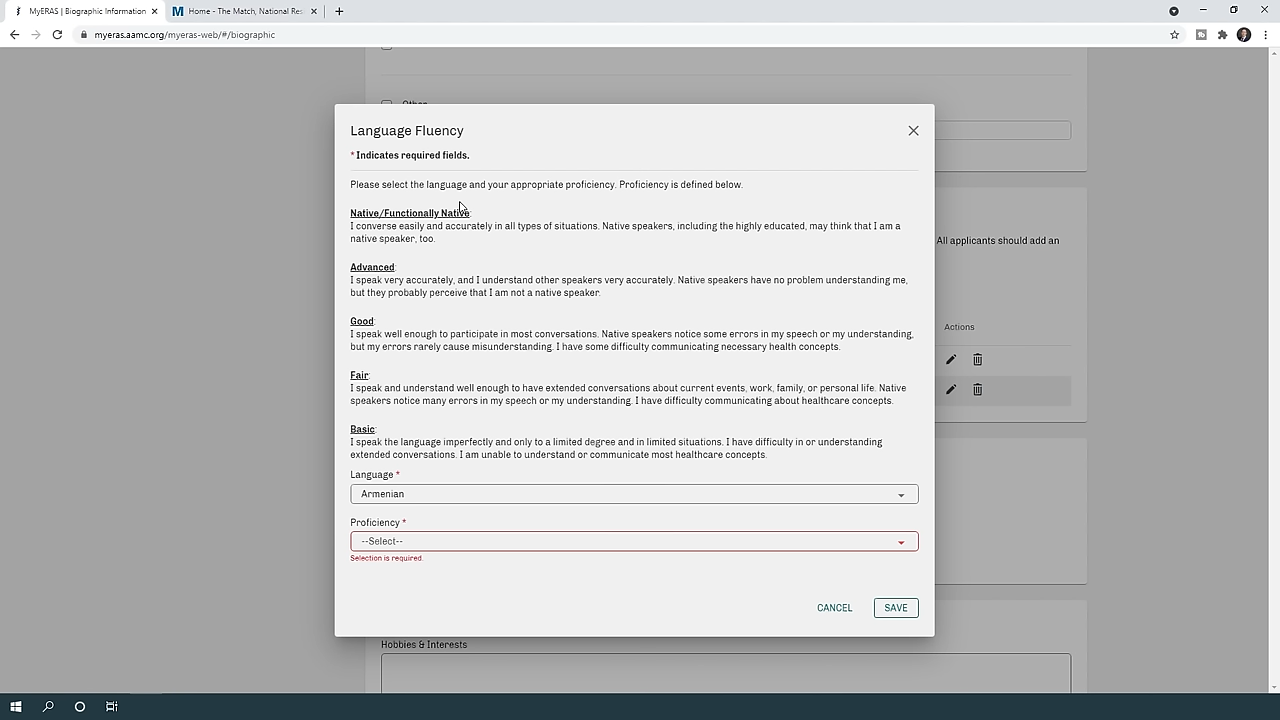 MyERAS | Biographic Information
Home - The Match, National Res
myeras.aamc.org/myeras-web/#/biographic
Other
Language Fluency
* Indicates required fields.
Please select the language and your appropriate proficiency. Proficiency is defined below.
Native/Functionally Native:
I converse easily and accurately in all types of situations. Native speakers, including the highly educated, may think that I am a
native speaker, too.
All applicants should add an
Advanced:
I speak very accurately, and I understand other speakers very accurately. Native speakers have no problem understanding me,
but they probably perceive that I am not a native speaker.
Good:
I speak well enough to participate in most conversations. Native speakers notice some errors in my speech or my understanding,
but my errors rarely cause misunderstanding. I have some difficulty communicating necessary health concepts.
Actions
Fair:
I speak and understand well enough to have extended conversations about current events, work, family, or personal life. Native
speakers notice many errors in my speech or my understanding. I have difficulty communicating about healthcare concepts.
Basic:
I speak the language imperfectly and only to a limited degree and in limited situations. I have difficulty in or understanding
extended conversations. I am unable to understand or communicate most healthcare concepts.
Language *
Armenian
Proficiency *
--Select--
Selection is required.
CANCEL
SAVE
Hobbies & Interests